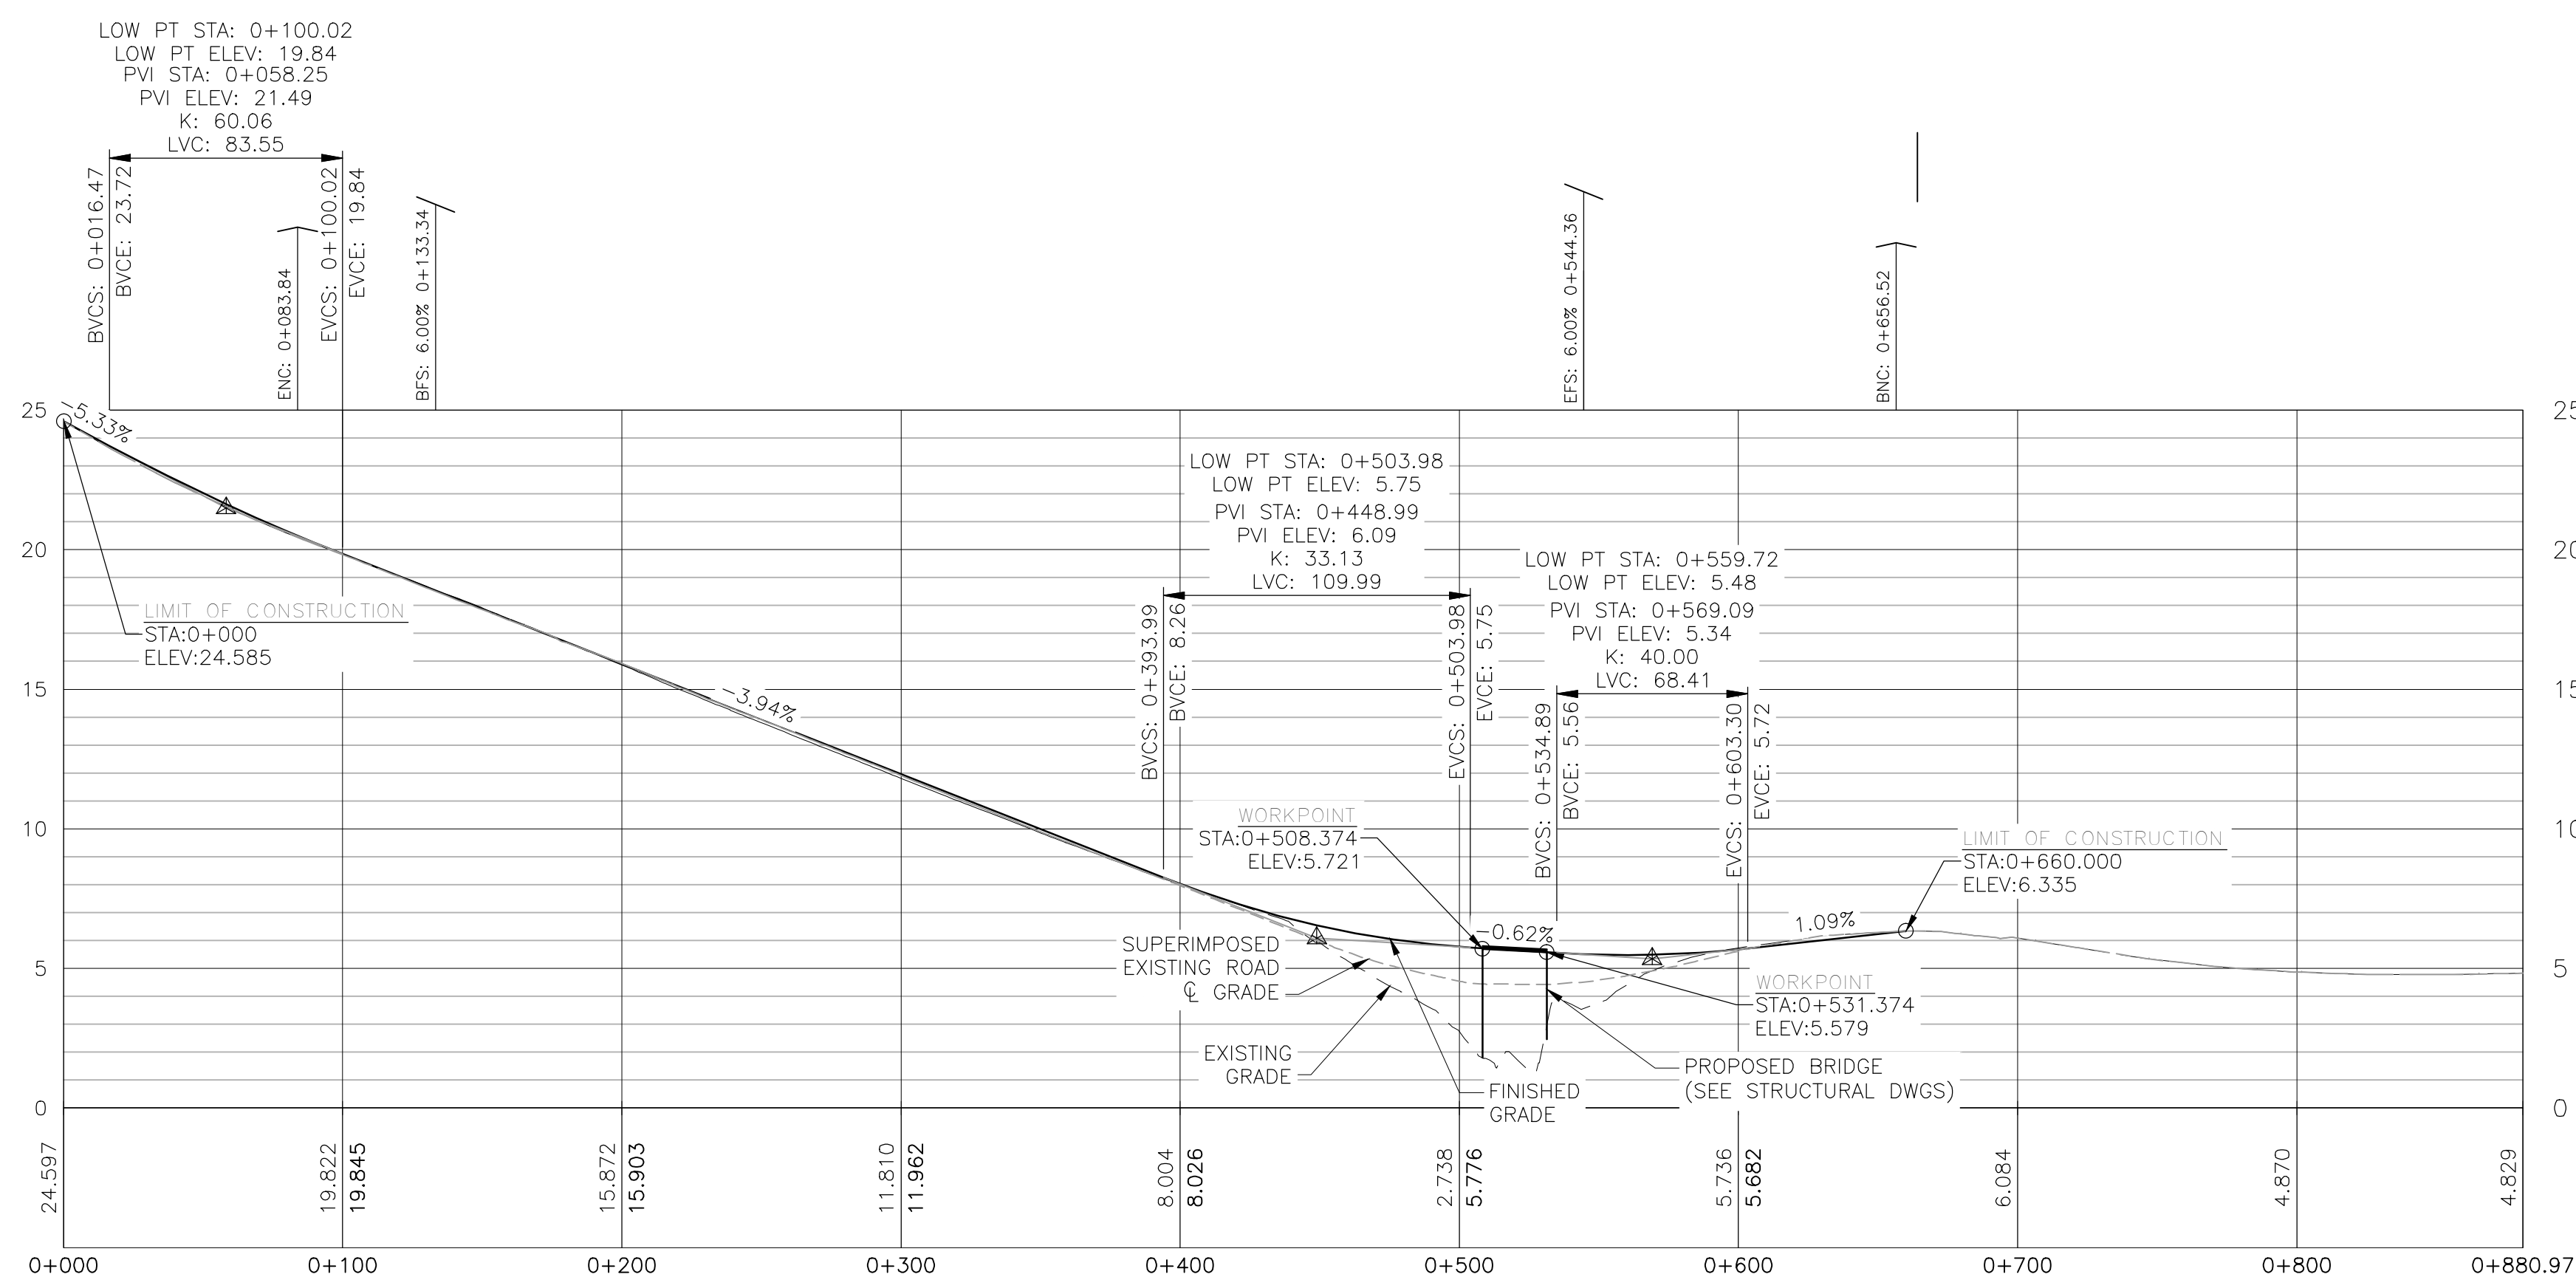 LOW PT STA: 0+100.02
LOW PT ELEV: 19.84
PVI STA: 0+058.25
PVI ELEV: 21.49
K: 60.06
LVC: 83.55
BVCS: 0+016.47
BVCE: 23.72
EVCS: 0+100.02
EVCE: 19.84
ENC: 0+083.84
BFS: 6.00% 0+133.34
EFS: 6.00% 0+544.36
BNC: 0+656.52
25
20
15
10
5
0
25
20
15
10
5
0
-5.33%
LIMIT OF CONSTRUCTION
STA:0+000
ELEV:24.585
-3.94%
LOW PT STA: 0+503.98
LOW PT ELEV: 5.75
PVI STA: 0+448.99
PVI ELEV: 6.09
K: 33.13
LVC: 109.99
BVCS: 0+393.99
BVCE: 8.26
EVCS: 0+503.98
EVCE: 5.75
LOW PT STA: 0+559.72
LOW PT ELEV: 5.48
PVI STA: 0+569.09
PVI ELEV: 5.34
K: 40.00
LVC: 68.41
BVCS: 0+534.89
BVCE: 5.56
EVCS: 0+603.30
EVCE: 5.72
WORKPOINT
STA:0+508.374
ELEV:5.721
-0.62%
1.09%
LIMIT OF CONSTRUCTION
STA:0+660.000
ELEV:6.335
SUPERIMPOSED
EXISTING ROAD
℄ GRADE
EXISTING
GRADE
FINISHED
GRADE
WORKPOINT
STA:0+531.374
ELEV:5.579
PROPOSED BRIDGE
(SEE STRUCTURAL DWGS)
24.597
19.822
19.845
15.872
15.903
11.810
11.962
8.004
8.026
2.738
5.776
5.736
5.682
6.084
4.870
4.829
0+000
0+100
0+200
0+300
0+400
0+500
0+600
0+700
0+800
0+880.97